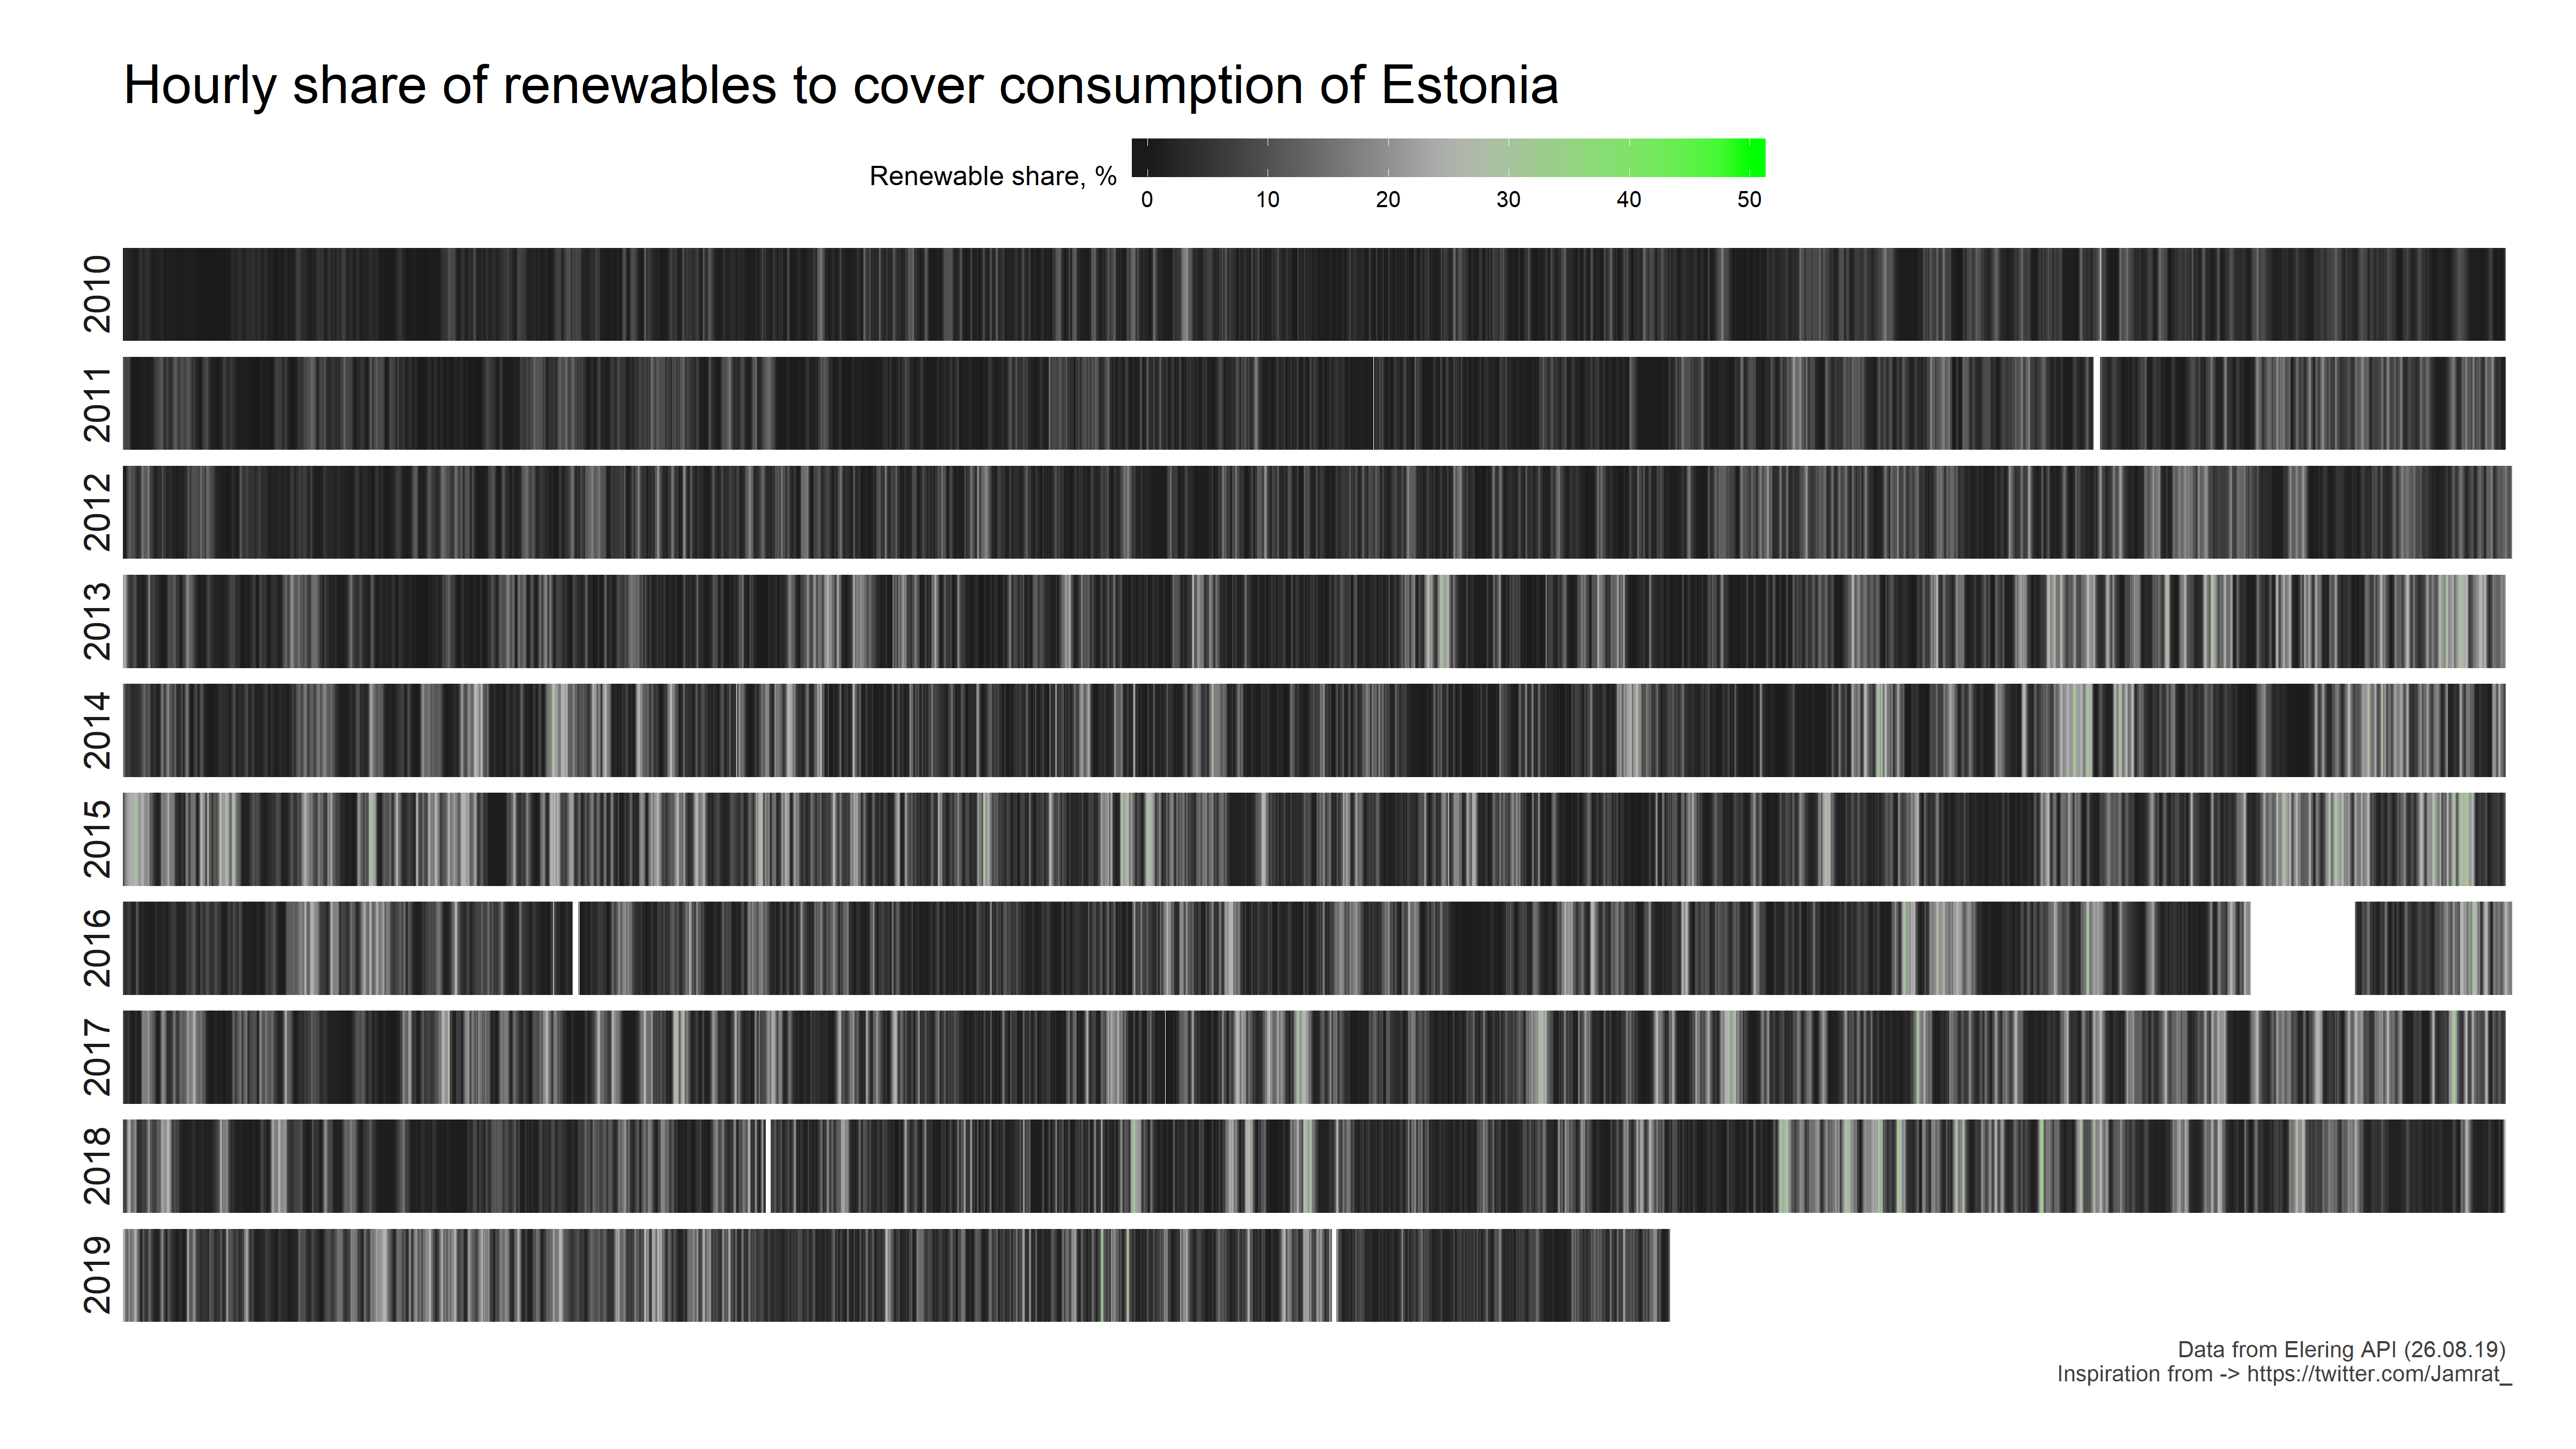 Hourly share of renewables to cover consumption of Estonia
Renewable share, %
0 10 20 30 40 50
2010
2011
2012
2013
2014
2015
2016
2017
2018
2019
Data from Elering API (26.08.19)
Inspiration from -> https://twitter.com/Jamrat_